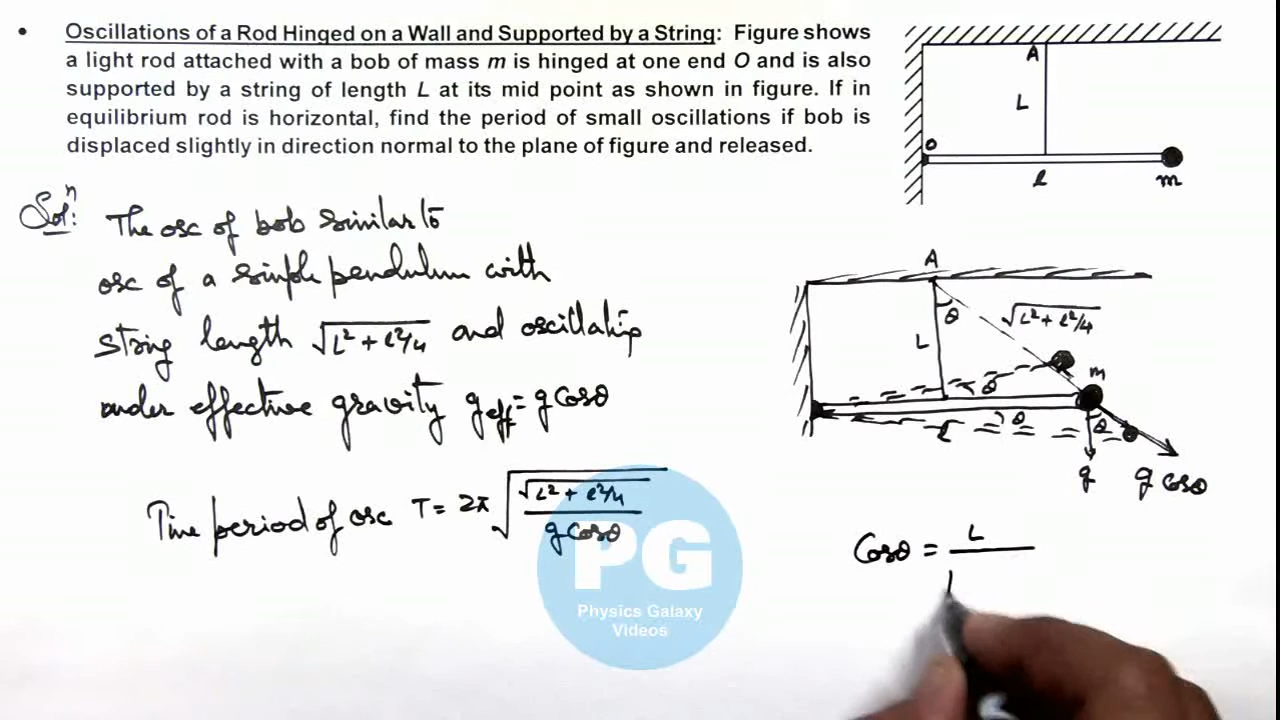 • Oscillations of a Rod Hinged on a Wall and Supported by a String: Figure shows
a light rod attached with a bob of mass m is hinged at one end O and is also
supported by a string of length L at its mid point as shown in figure. If in
equilibrium rod is horizontal, find the period of small oscillations if bob is
displaced slightly in direction normal to the plane of figure and released.
A
L
O
l
m
Solⁿ: The osc of bob similar to
osc of a simple pendulum with
string length √L² + l²/4 and oscillating
under effective gravity g eff = g cosθ
Time period of osc T = 2π √(√L² + l²/4 / g cosθ)
A
θ
√L² + l²/4
L
m
θ
θ
θ
l
g
g cosθ
Cosθ = L
PG
Physics Galaxy
Videos